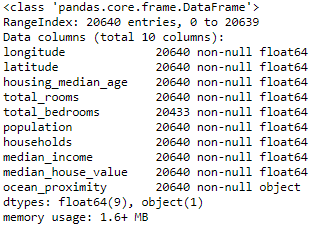 <class 'pandas.core.frame.DataFrame'>
RangeIndex: 20640 entries, 0 to 20639
Data columns (total 10 columns):
longitude             20640 non-null float64
latitude              20640 non-null float64
housing_median_age    20640 non-null float64
total_rooms           20640 non-null float64
total_bedrooms        20433 non-null float64
population            20640 non-null float64
households            20640 non-null float64
median_income         20640 non-null float64
median_house_value    20640 non-null float64
ocean_proximity       20640 non-null object
dtypes: float64(9), object(1)
memory usage: 1.6+ MB